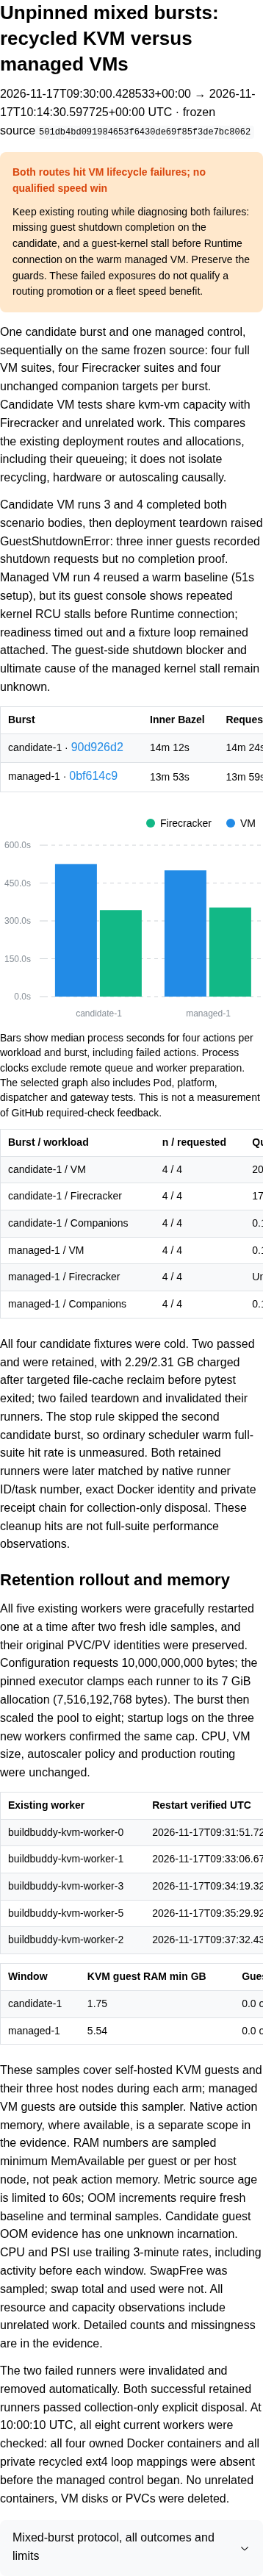 Unpinned mixed bursts:
recycled KVM versus
managed VMs
2026-11-17T09:30:00.428533+00:00 → 2026-11-
17T10:14:30.597725+00:00 UTC · frozen
source 501db4bd091984653f6430de69f85f3de7bc8062
Both routes hit VM lifecycle failures; no
qualified speed win
Keep existing routing while diagnosing both failures:
missing guest shutdown completion on the
candidate, and a guest-kernel stall before Runtime
connection on the warm managed VM. Preserve the
guards. These failed exposures do not qualify a
routing promotion or a fleet speed benefit.
One candidate burst and one managed control,
sequentially on the same frozen source: four full
VM suites, four Firecracker suites and four
unchanged companion targets per burst.
Candidate VM tests share kvm-vm capacity with
Firecracker and unrelated work. This compares
the existing deployment routes and allocations,
including their queueing; it does not isolate
recycling, hardware or autoscaling causally.
Candidate VM runs 3 and 4 completed both
scenario bodies, then deployment teardown raised
GuestShutdownError: three inner guests recorded
shutdown requests but no completion proof.
Managed VM run 4 reused a warm baseline (51s
setup), but its guest console shows repeated
kernel RCU stalls before Runtime connection;
readiness timed out and a fixture loop remained
attached. The guest-side shutdown blocker and
ultimate cause of the managed kernel stall remain
unknown.
Burst Inner Bazel Reques
candidate-1 · 90d926d2 14m 12s 14m 24s
managed-1 · 0bf614c9 13m 53s 13m 59s
Firecracker VM
600.0s
450.0s
300.0s
150.0s
0.0s
candidate-1 managed-1
Bars show median process seconds for four actions per
workload and burst, including failed actions. Process
clocks exclude remote queue and worker preparation.
The selected graph also includes Pod, platform,
dispatcher and gateway tests. This is not a measurement
of GitHub required-check feedback.
Burst / workload n / requested Qu
candidate-1 / VM 4 / 4 20
candidate-1 / Firecracker 4 / 4 17
candidate-1 / Companions 4 / 4 0.1
managed-1 / VM 4 / 4 0.1
managed-1 / Firecracker 4 / 4 Un
managed-1 / Companions 4 / 4 0.1
All four candidate fixtures were cold. Two passed
and were retained, with 2.29/2.31 GB charged
after targeted file-cache reclaim before pytest
exited; two failed teardown and invalidated their
runners. The stop rule skipped the second
candidate burst, so ordinary scheduler warm full-
suite hit rate is unmeasured. Both retained
runners were later matched by native runner
ID/task number, exact Docker identity and private
receipt chain for collection-only disposal. These
cleanup hits are not full-suite performance
observations.
Retention rollout and memory
All five existing workers were gracefully restarted
one at a time after two fresh idle samples, and
their original PVC/PV identities were preserved.
Configuration requests 10,000,000,000 bytes; the
pinned executor clamps each runner to its 7 GiB
allocation (7,516,192,768 bytes). The burst then
scaled the pool to eight; startup logs on the three
new workers confirmed the same cap. CPU, VM
size, autoscaler policy and production routing
were unchanged.
Existing worker Restart verified UTC
buildbuddy-kvm-worker-0 2026-11-17T09:31:51.72
buildbuddy-kvm-worker-1 2026-11-17T09:33:06.67
buildbuddy-kvm-worker-3 2026-11-17T09:34:19.32
buildbuddy-kvm-worker-5 2026-11-17T09:35:29.92
buildbuddy-kvm-worker-2 2026-11-17T09:37:32.43
Window KVM guest RAM min GB Gues
candidate-1 1.75 0.0 c
managed-1 5.54 0.0 c
These samples cover self-hosted KVM guests and
their three host nodes during each arm; managed
VM guests are outside this sampler. Native action
memory, where available, is a separate scope in
the evidence. RAM numbers are sampled
minimum MemAvailable per guest or per host
node, not peak action memory. Metric source age
is limited to 60s; OOM increments require fresh
baseline and terminal samples. Candidate guest
OOM evidence has one unknown incarnation.
CPU and PSI use trailing 3-minute rates, including
activity before each window. SwapFree was
sampled; swap total and used were not. All
resource and capacity observations include
unrelated work. Detailed counts and missingness
are in the evidence.
The two failed runners were invalidated and
removed automatically. Both successful retained
runners passed collection-only explicit disposal. At
10:00:10 UTC, all eight current workers were
checked: all four owned Docker containers and all
private recycled ext4 loop mappings were absent
before the managed control began. No unrelated
containers, VM disks or PVCs were deleted.
Mixed-burst protocol, all outcomes and
limits